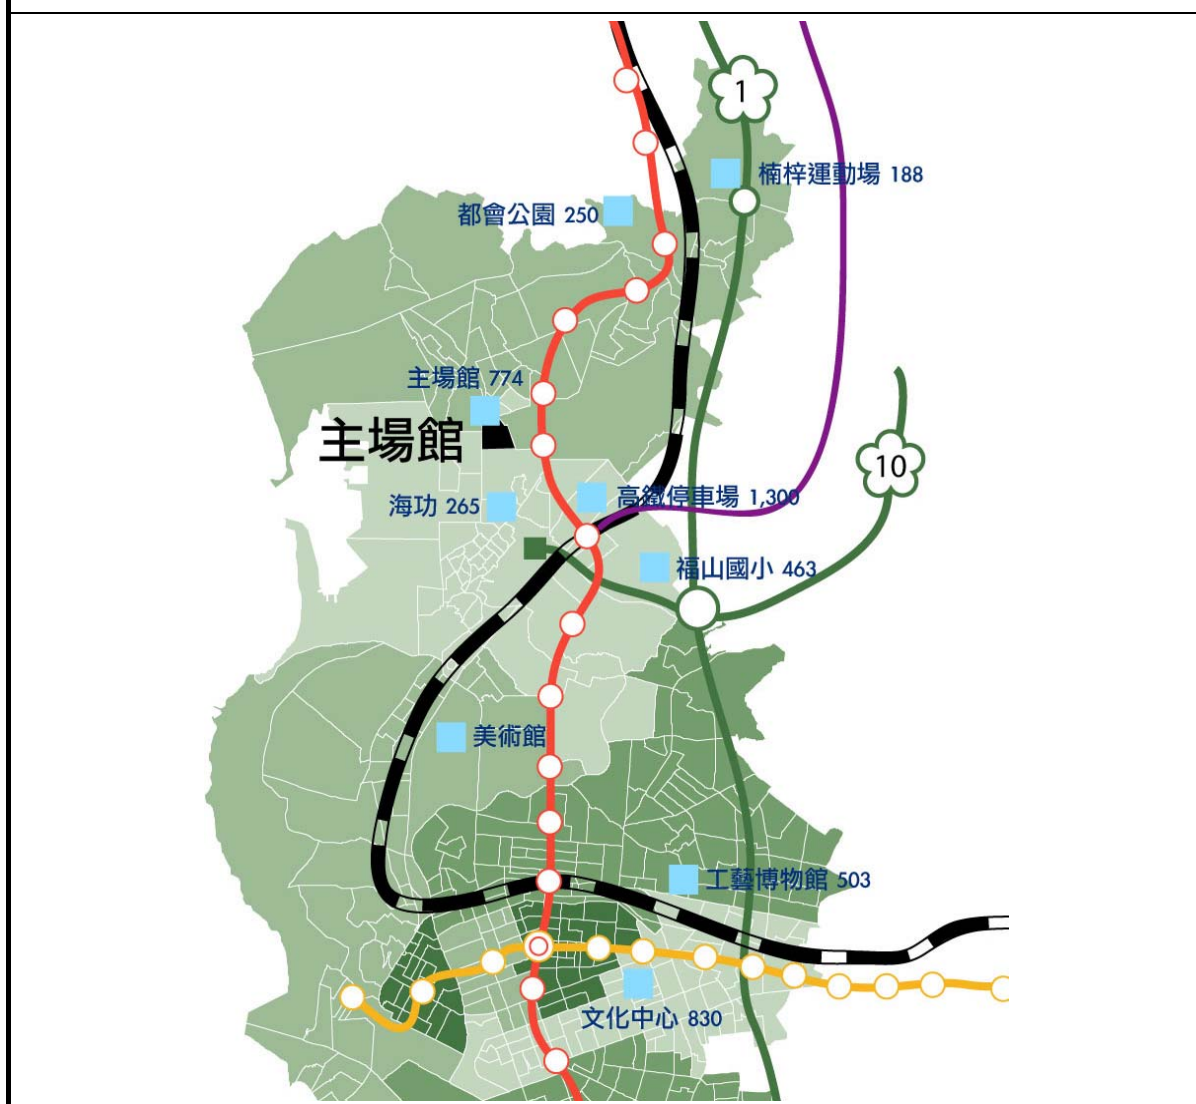 1
楠梓運動場 188
都會公園 250
主場館 774
主場館
10
海功 265
高鐵停車場 1,300
福山國小 463
美術館
工藝博物館 503
文化中心 830